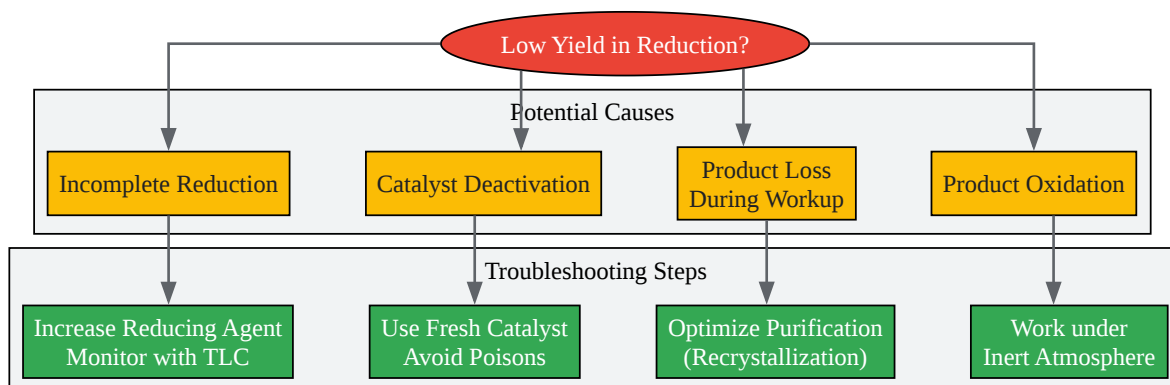 Low Yield in Reduction?
Potential Causes
Incomplete Reduction
Catalyst Deactivation
Product Loss
During Workup
Product Oxidation
Troubleshooting Steps
Increase Reducing Agent
Monitor with TLC
Use Fresh Catalyst
Avoid Poisons
Optimize Purification
(Recrystallization)
Work under
Inert Atmosphere